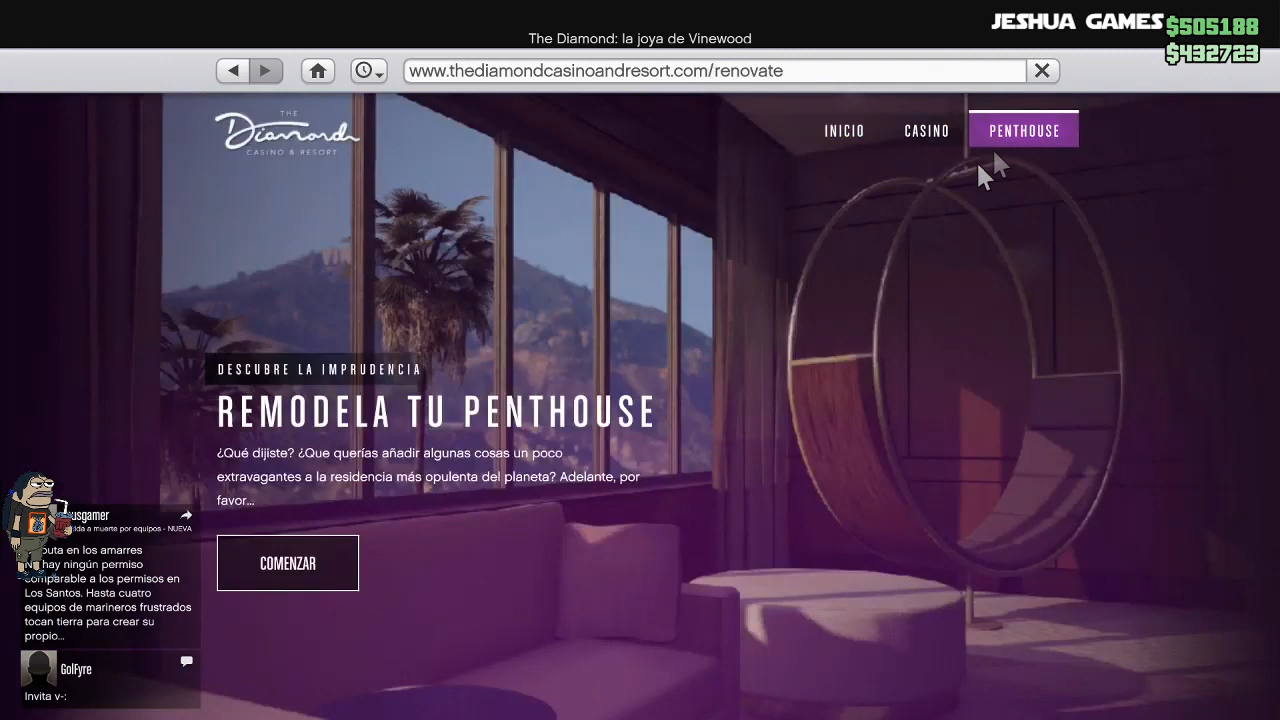 JESHUA GAMES
$505188
$432723
The Diamond: la joya de Vinewood
www.thediamondcasinoandresort.com/renovate
THE
Diamond
CASINO & RESORT
INICIO
CASINO
PENTHOUSE
DESCUBRE LA IMPRUDENCIA
REMODELA TU PENTHOUSE
¿Qué dijiste? ¿Que querías añadir algunas cosas un poco
extravagantes a la residencia más opulenta del planeta? Adelante, por
favor...
COMENZAR
usgamer
a muerte por equipos - NUEVA
en los amarres
hay ningún permiso
comparable a los permisos en
Los Santos. Hasta cuatro
equipos de marineros frustrados
tocan tierra para crear su
propio...
GolFyre
Invita v-: